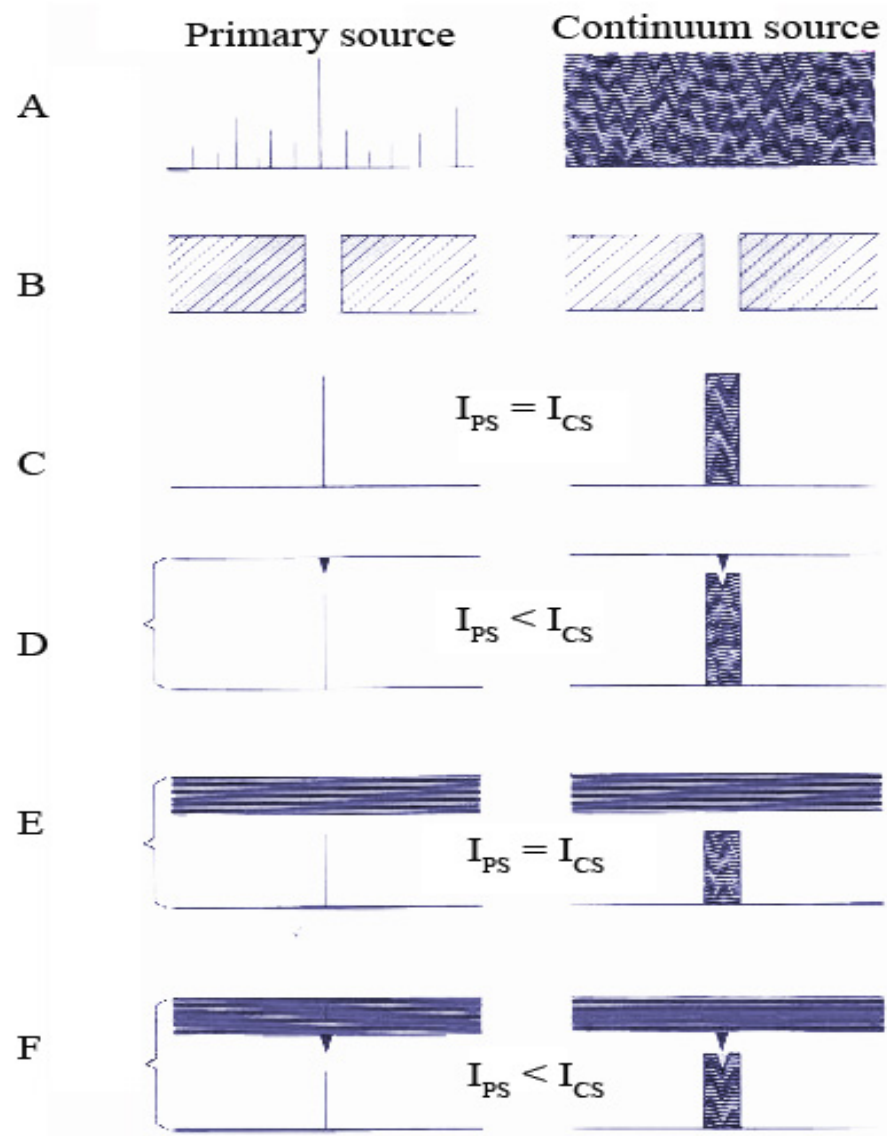 Primary source Continuum source
A
B
I_PS = I_CS
C
I_PS < I_CS
D
E
I_PS = I_CS
F
I_PS < I_CS